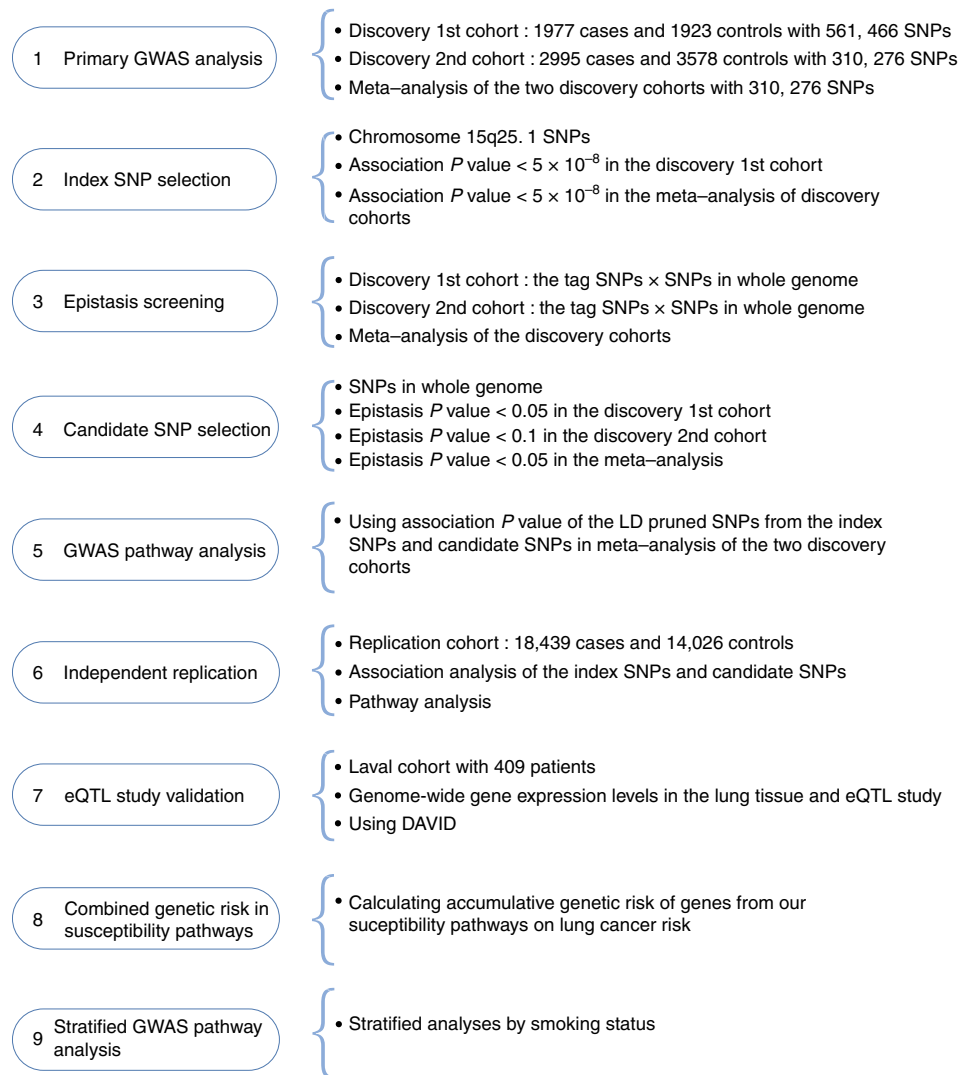 1 Primary GWAS analysis
• Discovery 1st cohort : 1977 cases and 1923 controls with 561, 466 SNPs
• Discovery 2nd cohort : 2995 cases and 3578 controls with 310, 276 SNPs
• Meta–analysis of the two discovery cohorts with 310, 276 SNPs
2 Index SNP selection
• Chromosome 15q25. 1 SNPs
• Association P value < 5 × 10⁻⁸ in the discovery 1st cohort
• Association P value < 5 × 10⁻⁸ in the meta–analysis of discovery
cohorts
3 Epistasis screening
• Discovery 1st cohort : the tag SNPs × SNPs in whole genome
• Discovery 2nd cohort : the tag SNPs × SNPs in whole genome
• Meta–analysis of the discovery cohorts
4 Candidate SNP selection
• SNPs in whole genome
• Epistasis P value < 0.05 in the discovery 1st cohort
• Epistasis P value < 0.1 in the discovery 2nd cohort
• Epistasis P value < 0.05 in the meta–analysis
5 GWAS pathway analysis
• Using association P value of the LD pruned SNPs from the index
SNPs and candidate SNPs in meta–analysis of the two discovery
cohorts
6 Independent replication
• Replication cohort : 18,439 cases and 14,026 controls
• Association analysis of the index SNPs and candidate SNPs
• Pathway analysis
7 eQTL study validation
• Laval cohort with 409 patients
• Genome-wide gene expression levels in the lung tissue and eQTL study
• Using DAVID
8 Combined genetic risk in
susceptibility pathways
• Calculating accumulative genetic risk of genes from our
suceptibility pathways on lung cancer risk
9 Stratified GWAS pathway
analysis
• Stratified analyses by smoking status